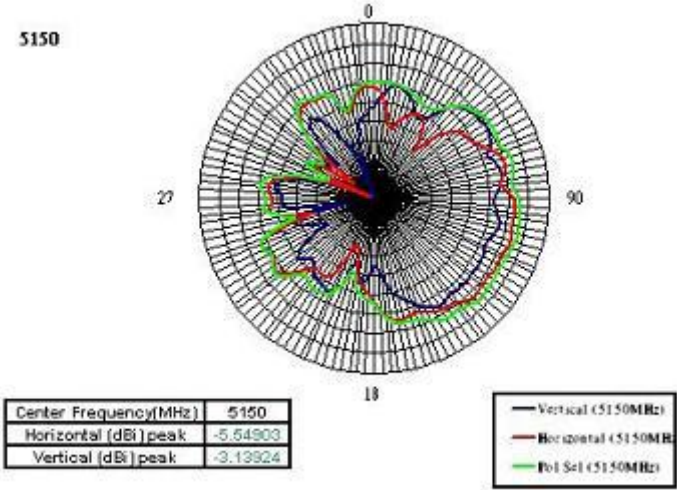 0
5150
27
90
18
Center Frequency(MHz) 5150
Horizontal (dBi) peak -5.54903
Vertical (dBi) peak -3.13924
Vertical (5150MHz)
Horizontal (5150MHz
Pol Sel (5150MHz)